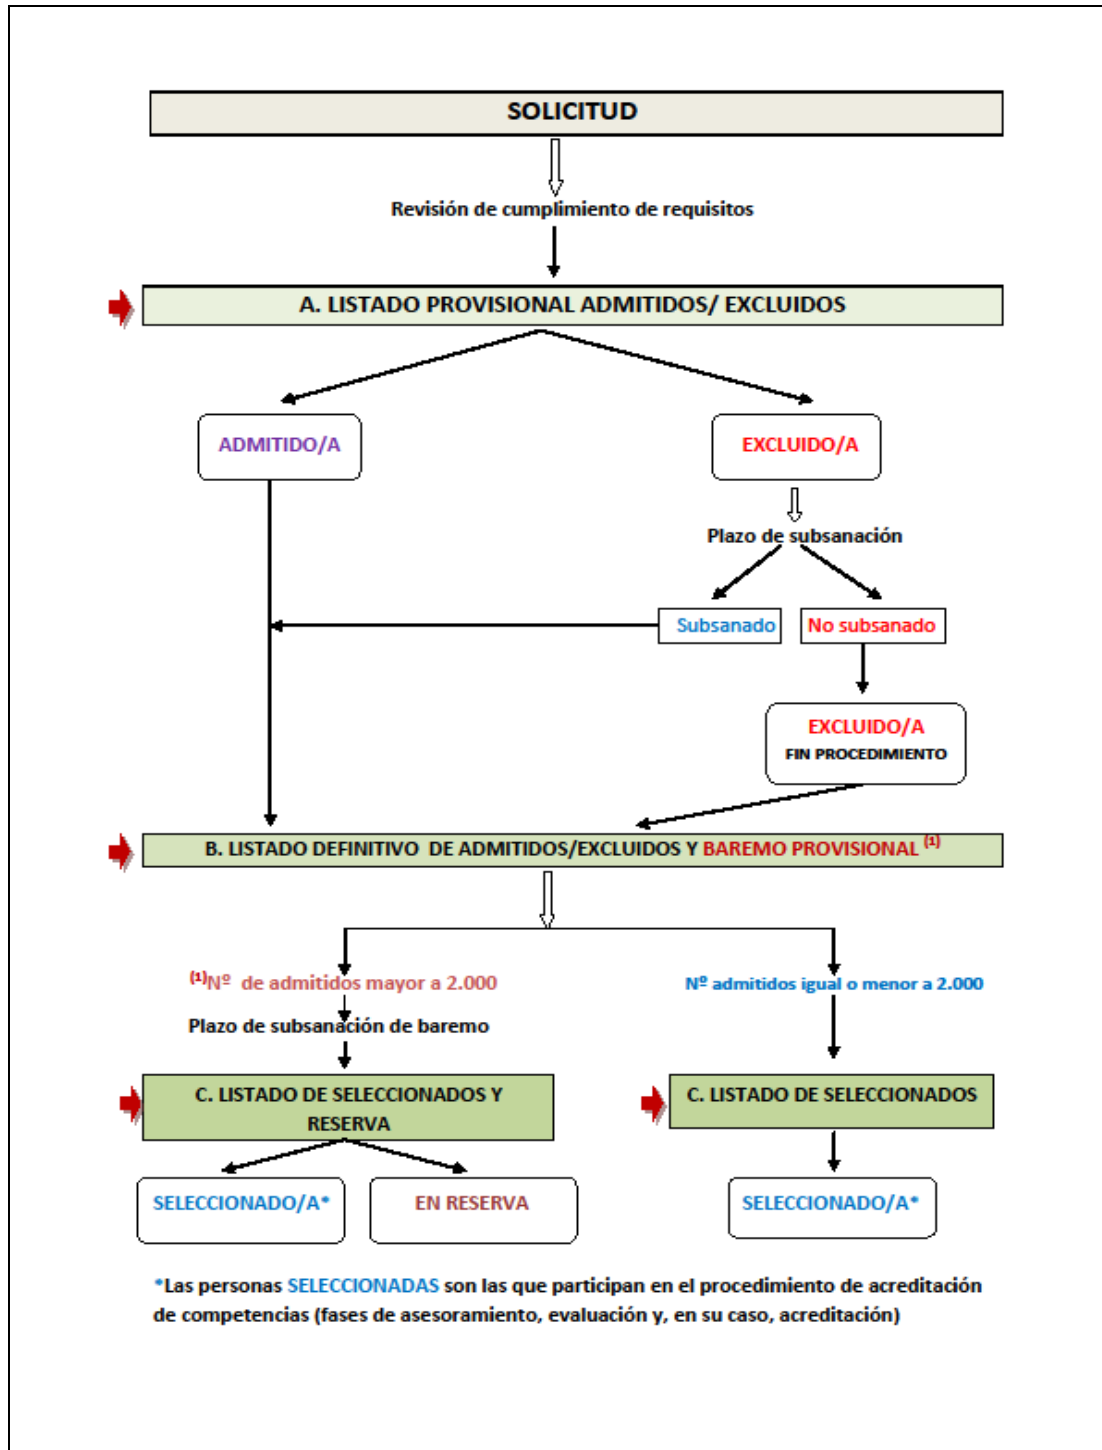 SOLICITUD
Revisión de cumplimiento de requisitos
A. LISTADO PROVISIONAL ADMITIDOS/ EXCLUIDOS
ADMITIDO/A
EXCLUIDO/A
Plazo de subsanación
Subsanado
No subsanado
EXCLUIDO/A
FIN PROCEDIMIENTO
B. LISTADO DEFINITIVO DE ADMITIDOS/EXCLUIDOS Y BAREMO PROVISIONAL (1)
(1)Nº de admitidos mayor a 2.000
Nº admitidos igual o menor a 2.000
Plazo de subsanación de baremo
C. LISTADO DE SELECCIONADOS Y
RESERVA
C. LISTADO DE SELECCIONADOS
SELECCIONADO/A*
EN RESERVA
SELECCIONADO/A*
*Las personas SELECCIONADAS son las que participan en el procedimiento de acreditación
de competencias (fases de asesoramiento, evaluación y, en su caso, acreditación)